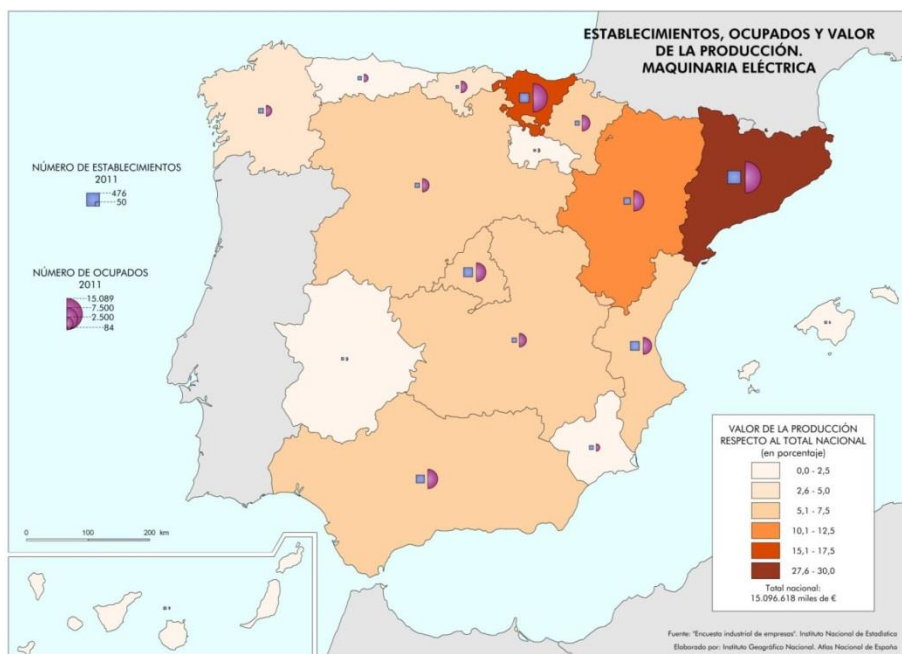 ESTABLECIMIENTOS, OCUPADOS Y VALOR
DE LA PRODUCCIÓN.
MAQUINARIA ELÉCTRICA
NÚMERO DE ESTABLECIMIENTOS
2011
476
50
NÚMERO DE OCUPADOS
2011
15.089
7.500
2.500
84
VALOR DE LA PRODUCCIÓN
RESPECTO AL TOTAL NACIONAL
(en porcentaje)
0,0 - 2,5
2,6 - 5,0
5,1 - 7,5
10,1 - 12,5
15,1 - 17,5
27,6 - 30,0
Total nacional:
15.096.618 miles de €
0 100 200 km
Fuente: "Encuesta industrial de empresas". Instituto Nacional de Estadística
Elaborado por: Instituto Geográfico Nacional. Atlas Nacional de España